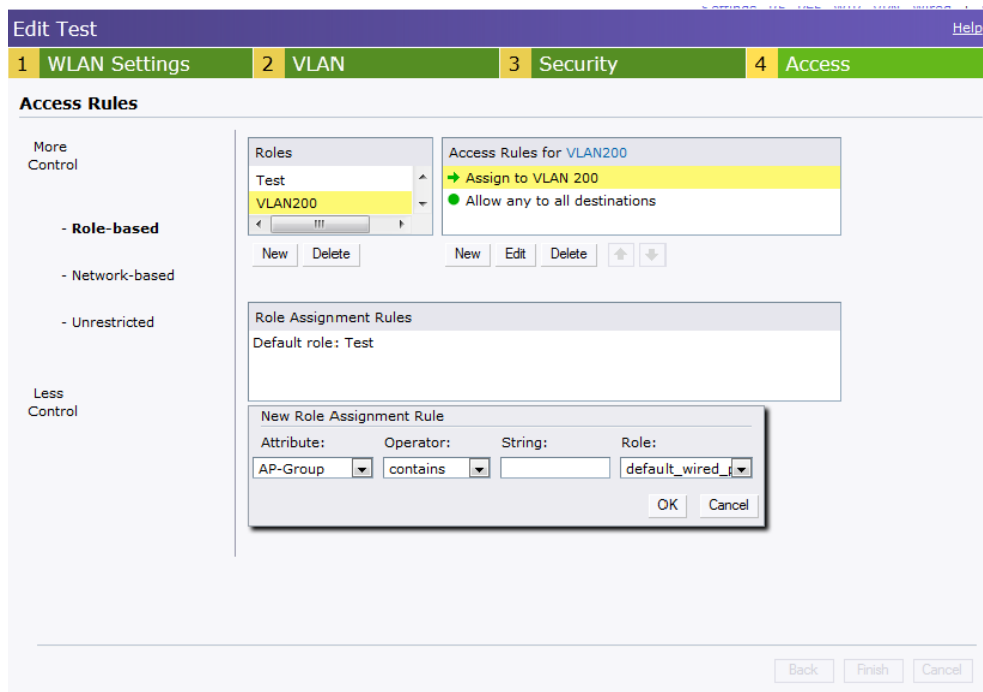 Edit Test
Help
1 WLAN Settings
2 VLAN
3 Security
4 Access
Access Rules
More
Control
- Role-based
- Network-based
- Unrestricted
Less
Control
Roles
Test
VLAN200
New
Delete
Access Rules for VLAN200
Assign to VLAN 200
Allow any to all destinations
New
Edit
Delete
Role Assignment Rules
Default role: Test
New Role Assignment Rule
Attribute:
Operator:
String:
Role:
AP-Group
contains
default_wired_p
OK
Cancel
Back
Finish
Cancel